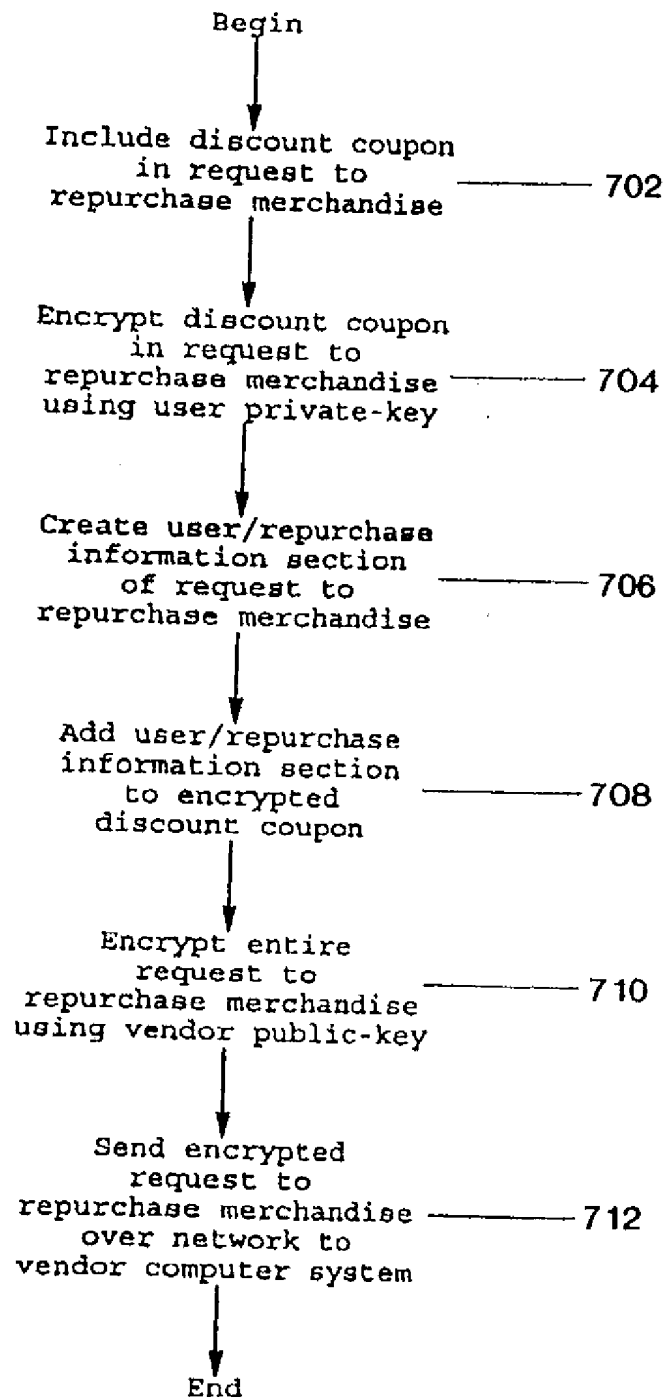 Begin
Include discount coupon
in request to
repurchase merchandise
702
Encrypt discount coupon
in request to
repurchase merchandise
using user private-key
704
Create user/repurchase
information section
of request to
repurchase merchandise
706
Add user/repurchase
information section
to encrypted
discount coupon
708
Encrypt entire
request to
repurchase merchandise
using vendor public-key
710
Send encrypted
request to
repurchase merchandise
over network to
vendor computer system
712
End